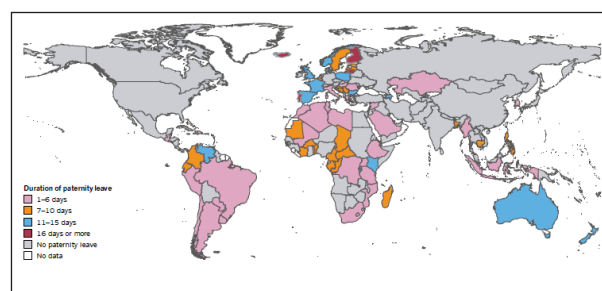 Duration of paternity leave
1–6 days
7–10 days
11–15 days
16 days or more
No paternity leave
No data